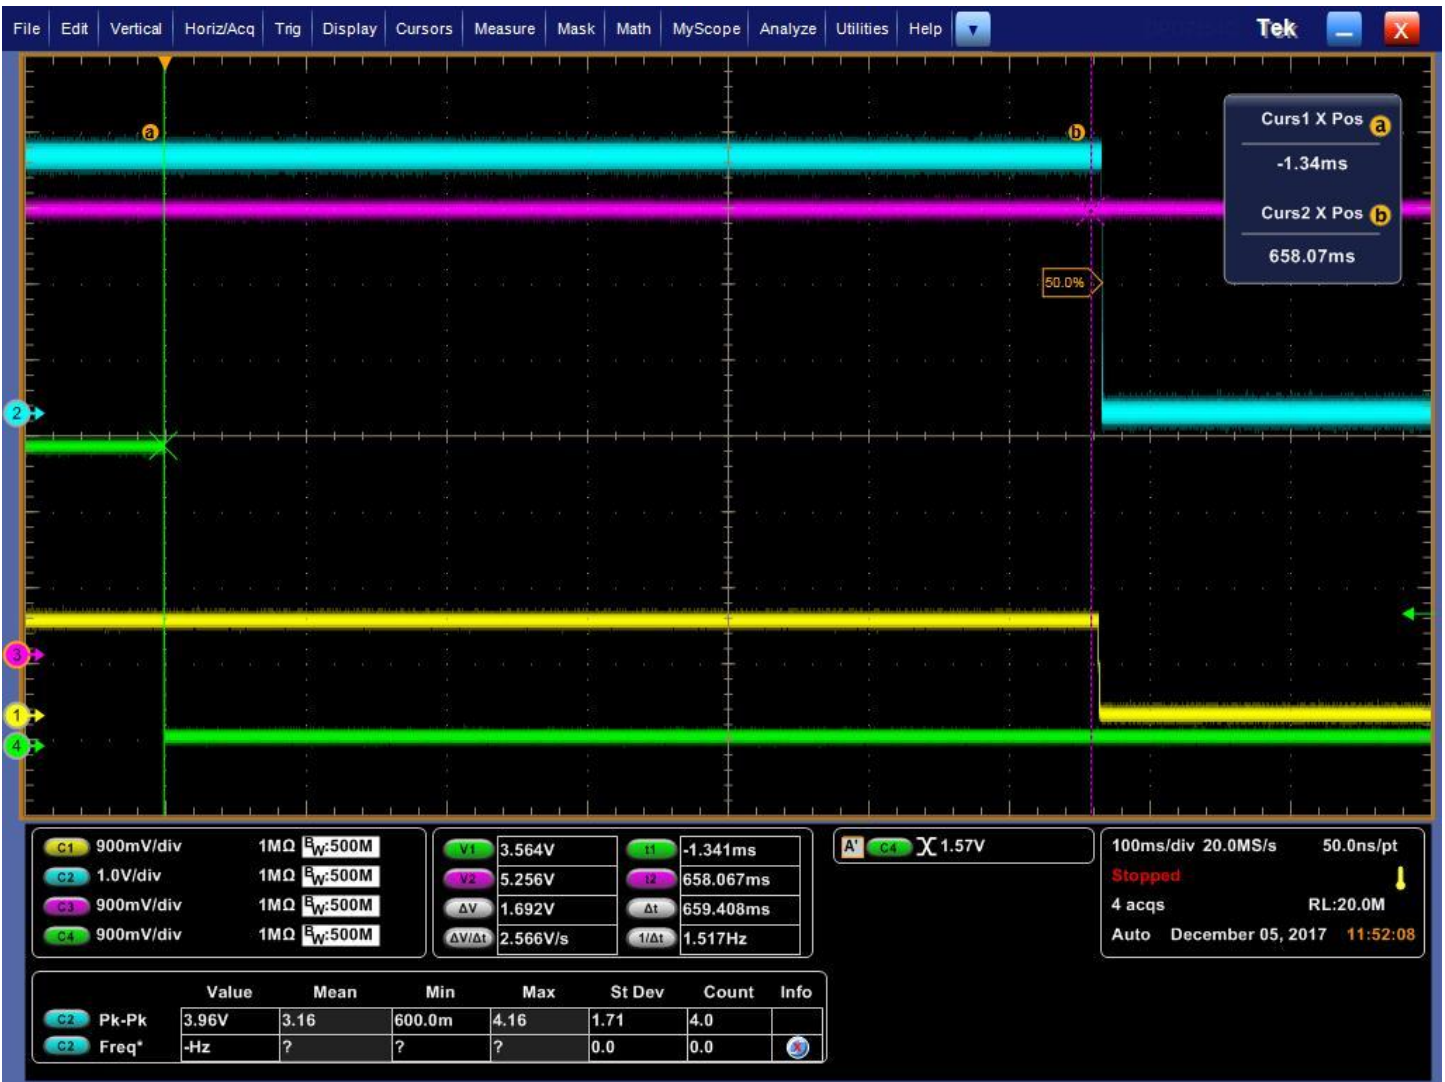 File Edit Vertical Horiz/Acq Trig Display Cursors Measure Mask Math MyScope Analyze Utilities Help Tek X
a b
Curs1 X Pos a
-1.34ms
Curs2 X Pos b
658.07ms
50.0%
2
3
1
4
C1 900mV/div 1MΩ BW:500M
C2 1.0V/div 1MΩ BW:500M
C3 900mV/div 1MΩ BW:500M
C4 900mV/div 1MΩ BW:500M
V1 3.564V t1 -1.341ms
V2 5.256V t2 658.067ms
ΔV 1.692V Δt 659.408ms
ΔV/Δt 2.566V/s 1/Δt 1.517Hz
A' C4 1.57V
100ms/div 20.0MS/s 50.0ns/pt
Stopped
4 acqs RL:20.0M
Auto December 05, 2017 11:52:08
Value Mean Min Max St Dev Count Info
C2 Pk-Pk 3.96V 3.16 600.0m 4.16 1.71 4.0
C2 Freq* -Hz ? ? ? 0.0 0.0